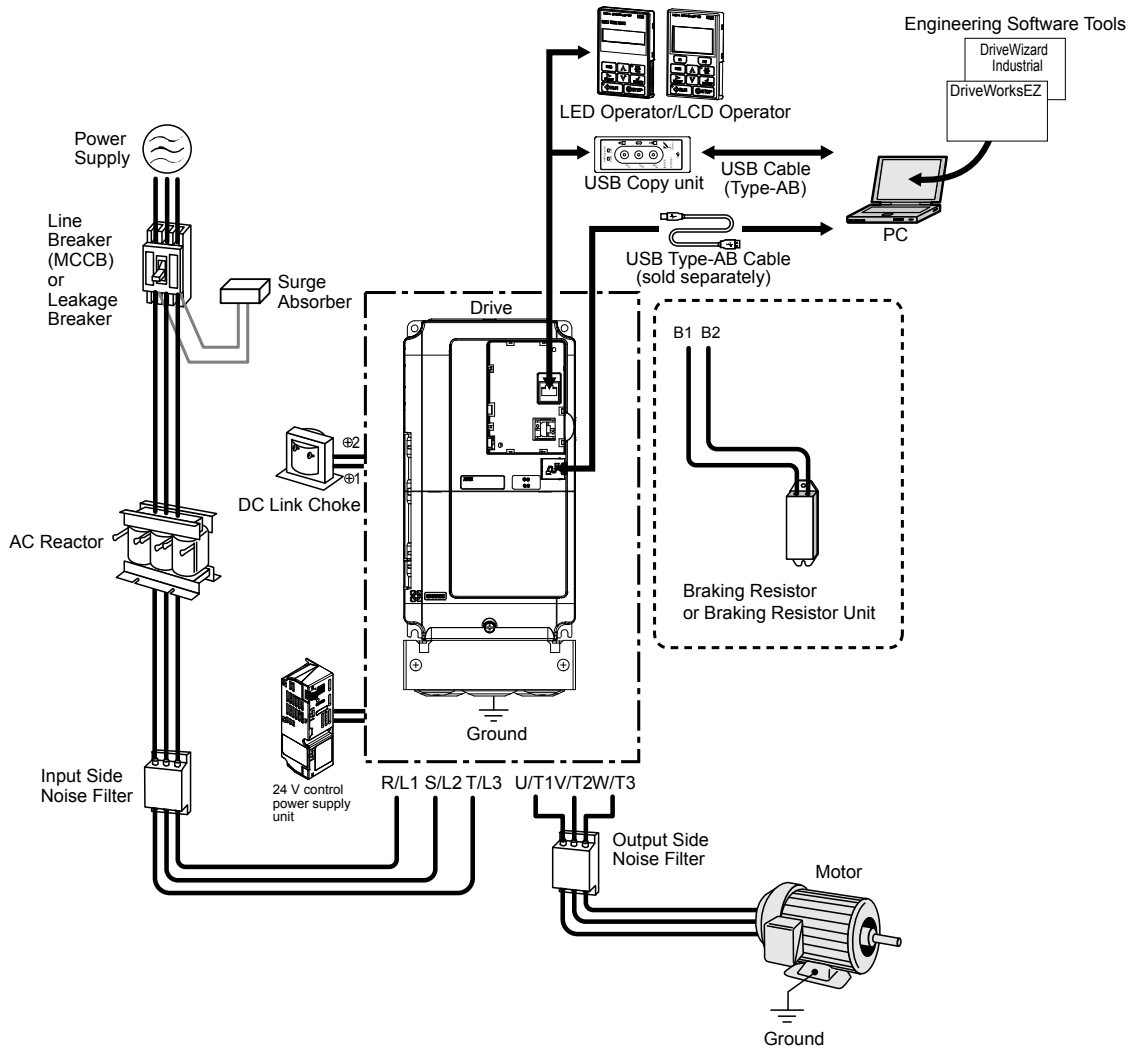 Engineering Software Tools
DriveWizard
Industrial
DriveWorksEZ
LED Operator/LCD Operator
Power
Supply
USB Copy unit
USB Cable
(Type-AB)
PC
Line
Breaker
(MCCB)
or
Leakage
Breaker
USB Type-AB Cable
(sold separately)
Surge
Absorber
Drive
B1 B2
⊕2
⊕1
DC Link Choke
AC Reactor
Braking Resistor
or Braking Resistor Unit
Ground
Input Side
Noise Filter
24 V control
power supply
unit
R/L1 S/L2 T/L3
U/T1V/T2W/T3
Output Side
Noise Filter
Motor
Ground